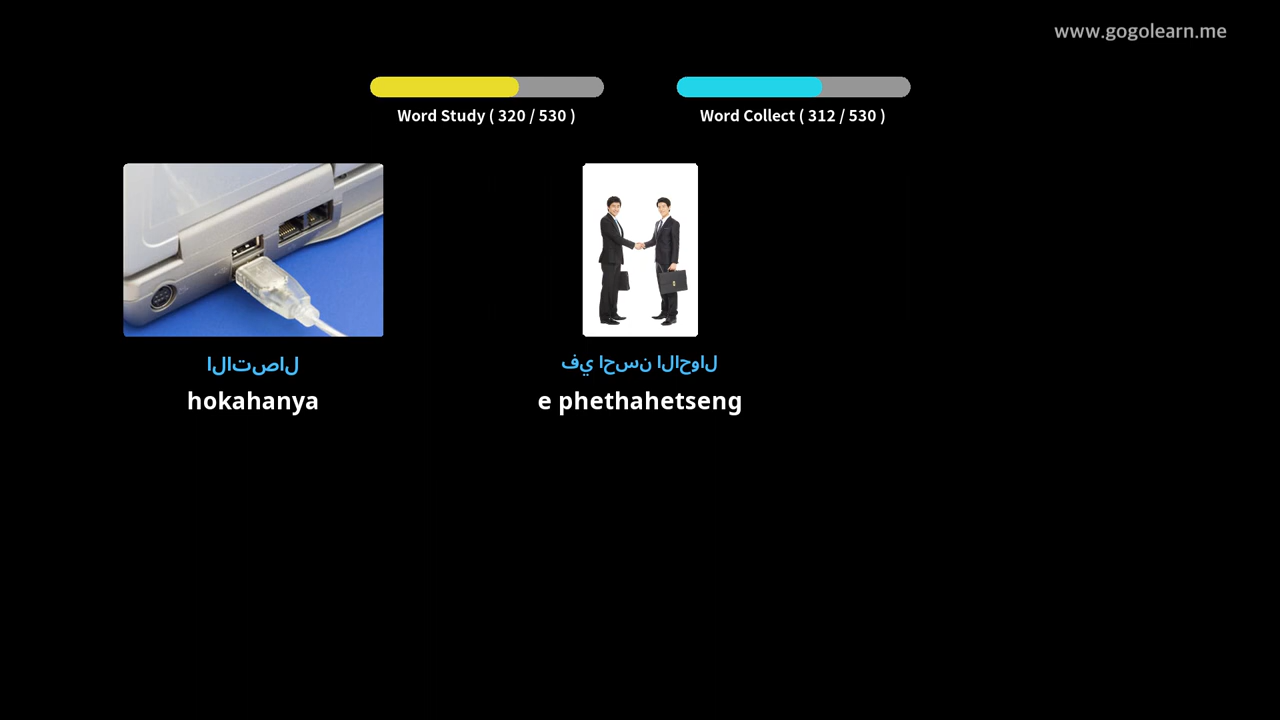 www.gogolearn.me
Word Study ( 320 / 530 )
Word Collect ( 312 / 530 )
الاتصال
hokahanya
في احسن الاحوال
e phethahetseng